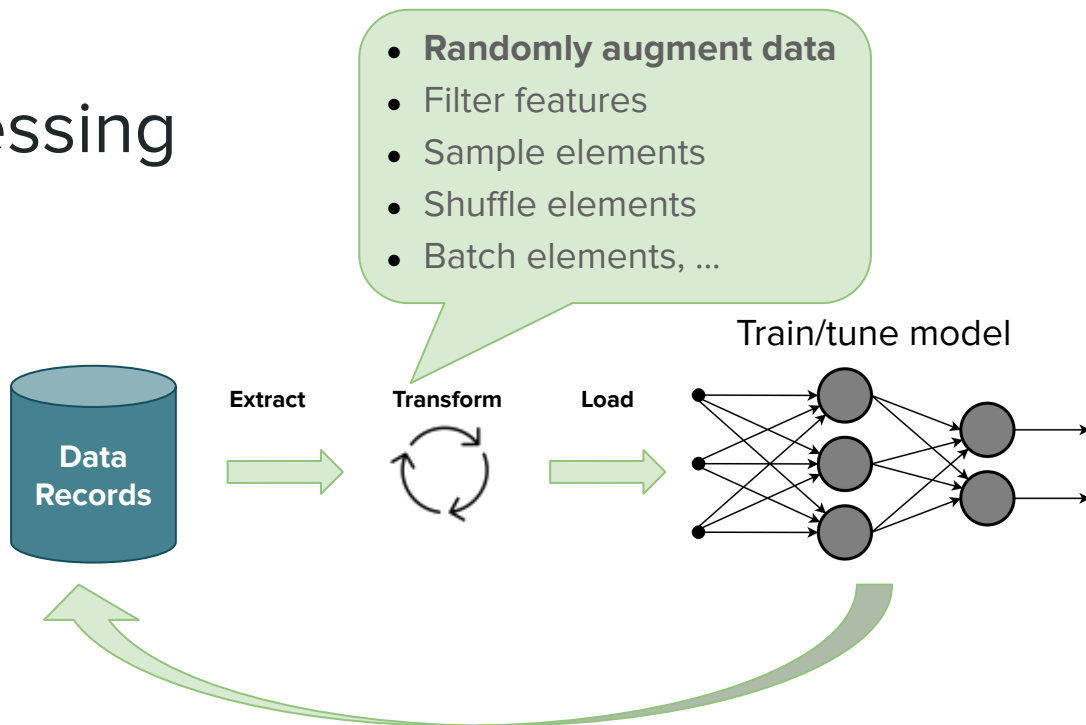 essing
• Randomly augment data
• Filter features
• Sample elements
• Shuffle elements
• Batch elements, ...
Train/tune model
Extract
Transform
Load
Data
Records